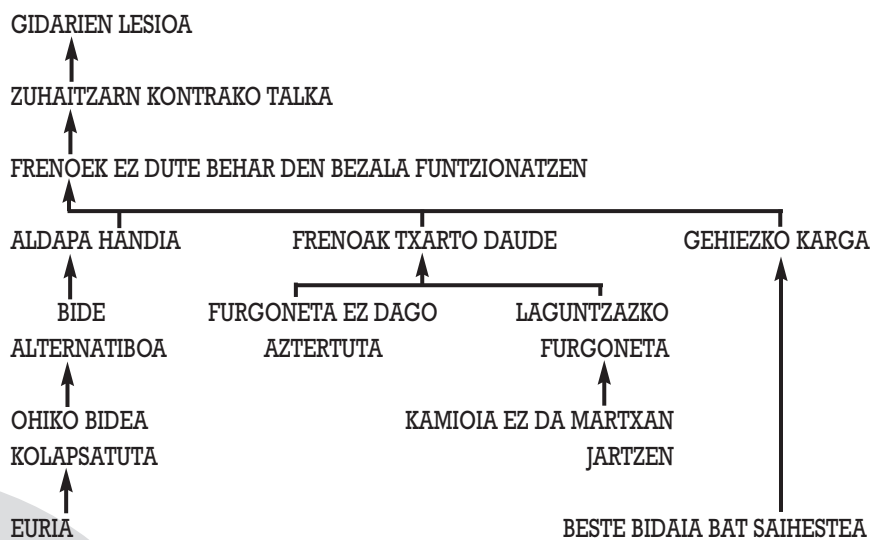 GIDARIEN LESIOA
ZUHAITZARN KONTRAKO TALKA
FRENOEK EZ DUTE BEHAR DEN BEZALA FUNTZIONATZEN
ALDAPA HANDIA FRENOAK TXARTO DAUDE GEHIEZKO KARGA
BIDE FURGONETA EZ DAGO LAGUNTZAZKO
ALTERNATIBOA AZTERTUTA FURGONETA
OHIKO BIDEA KAMIOIA EZ DA MARTXAN
KOLAPSATUTA JARTZEN
EURIA BESTE BIDAIA BAT SAIHESTEA